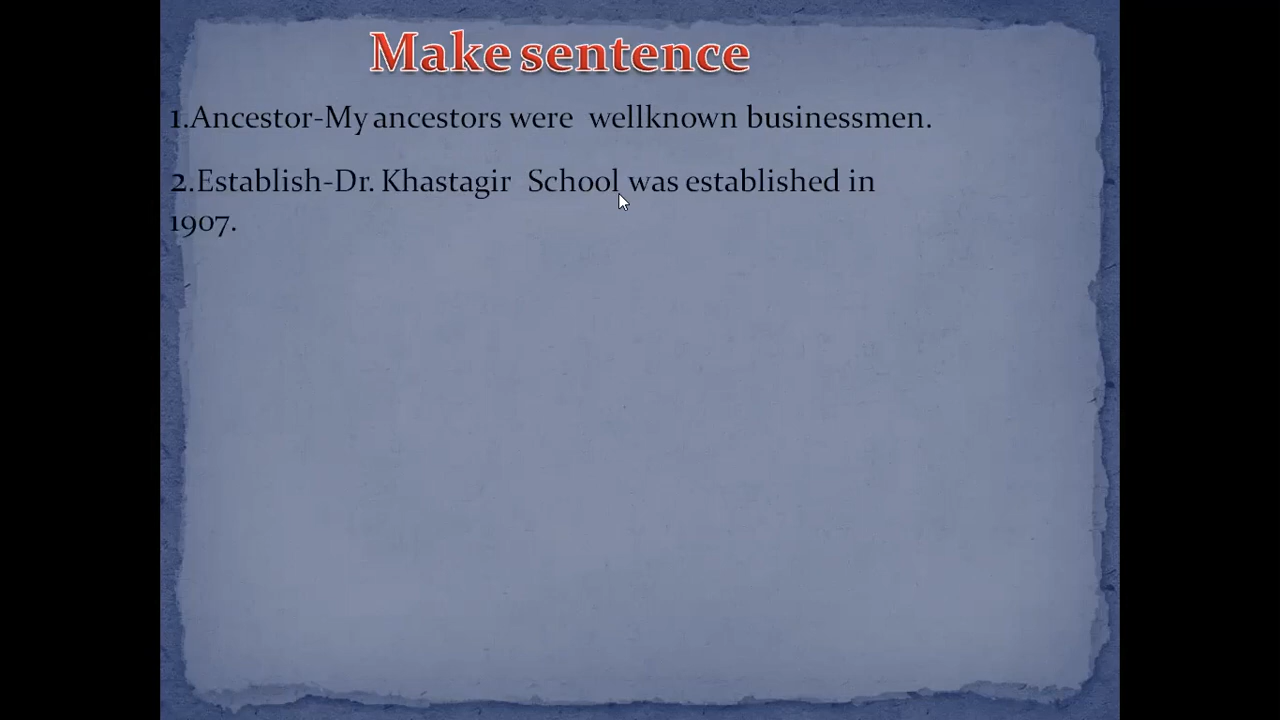 Make sentence
1.Ancestor-My ancestors were wellknown businessmen.
2.Establish-Dr. Khastagir School was established in
1907.